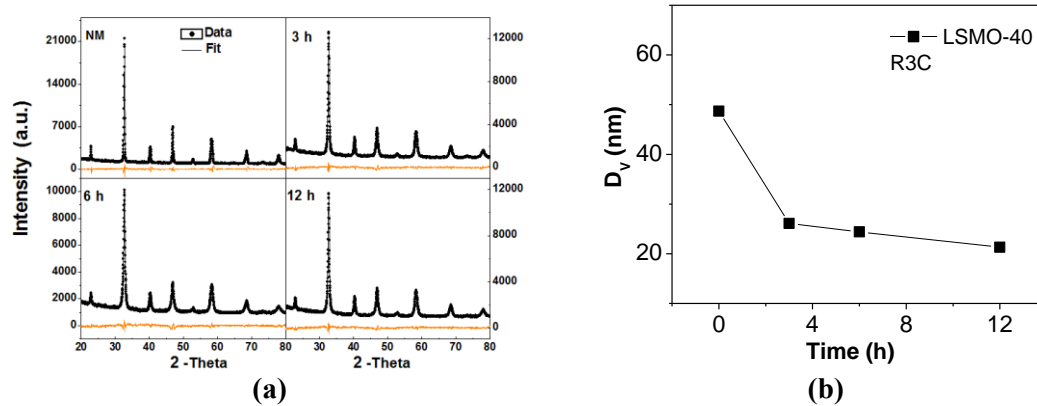 NM
Data
Fit
3 h
21000
14000
7000
0
12000
8000
4000
0
Intensity (a.u.)
6 h
12 h
10000
8000
6000
4000
2000
0
12000
8000
4000
0
20 30 40 50 60 70 80 30 40 50 60 70 80
2 -Theta 2 -Theta
(a)
LSMO-40
R3C
60
40
20
Dv (nm)
0 4 8 12
Time (h)
(b)